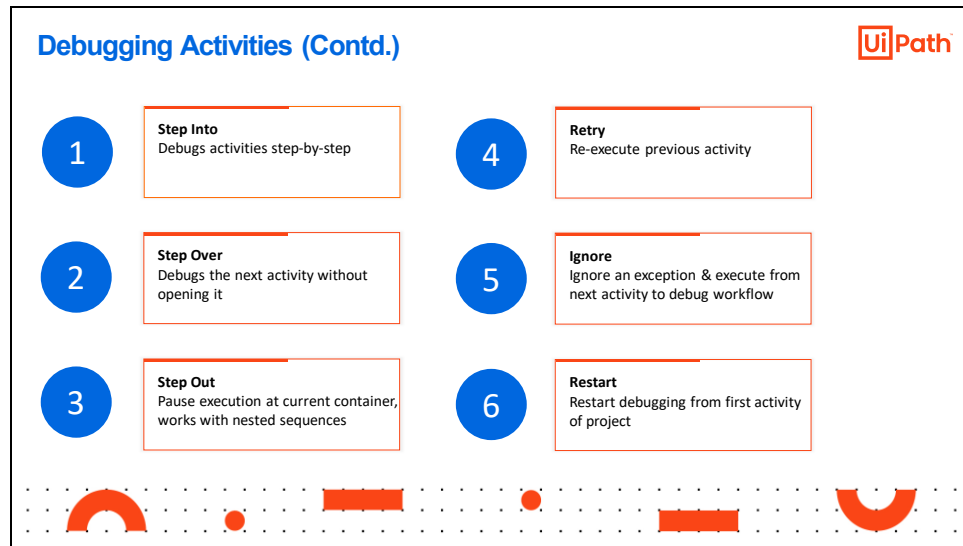 Debugging Activities (Contd.)
UiPath
1
Step Into
Debugs activities step-by-step
2
Step Over
Debugs the next activity without
opening it
3
Step Out
Pause execution at current container,
works with nested sequences
4
Retry
Re-execute previous activity
5
Ignore
Ignore an exception & execute from
next activity to debug workflow
6
Restart
Restart debugging from first activity
of project